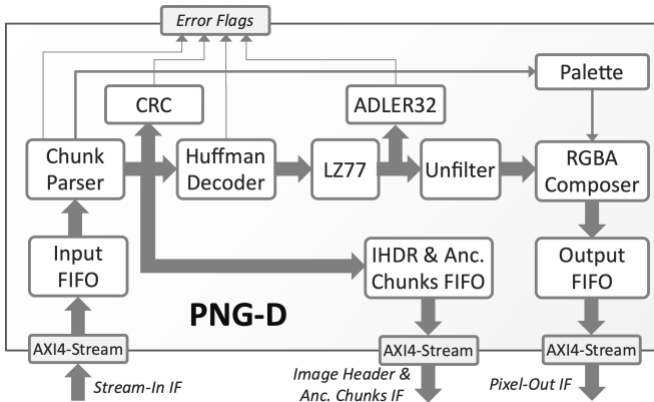 Error Flags
Palette
CRC
ADLER32
Chunk
Parser
Huffman
Decoder
LZ77
Unfilter
RGBA
Composer
Input
FIFO
IHDR & Anc.
Chunks FIFO
Output
FIFO
PNG-D
AXI4-Stream
AXI4-Stream
AXI4-Stream
Stream-In IF
Image Header &
Anc. Chunks IF
Pixel-Out IF